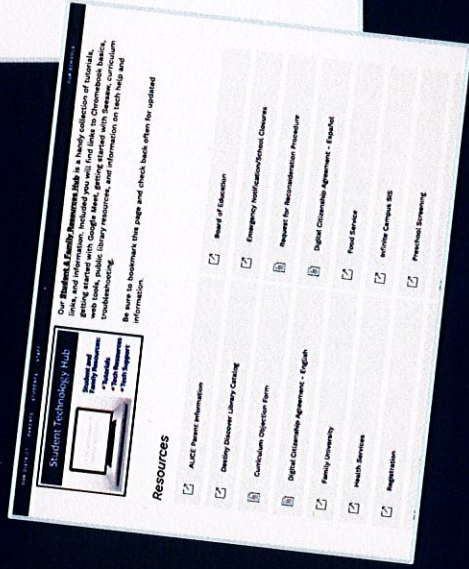 Student Technology Hub
Student and
Family Resources:
• Tutorials
• Tech Resources
• Tech Support
Our Student & Family Resources Hub is a handy collection of tutorials,
links, and information. Included you will find links to Chromebook basics,
getting started with Google Meet, getting started with Seesaw, curriculum
web tools, public library resources, and information on tech help and
troubleshooting.
Be sure to bookmark this page and check back often for updated
information.
Resources
ALICE Parent Information
Destiny Discover Library Catalog
Curriculum Objection Form
Digital Citizenship Agreement - English
Family University
Health Services
Registration
Board of Education
Emergency Notification/School Closures
Request for Reconsideration Procedure
Digital Citizenship Agreement - Español
Food Service
Infinite Campus SIS
Preschool Screening